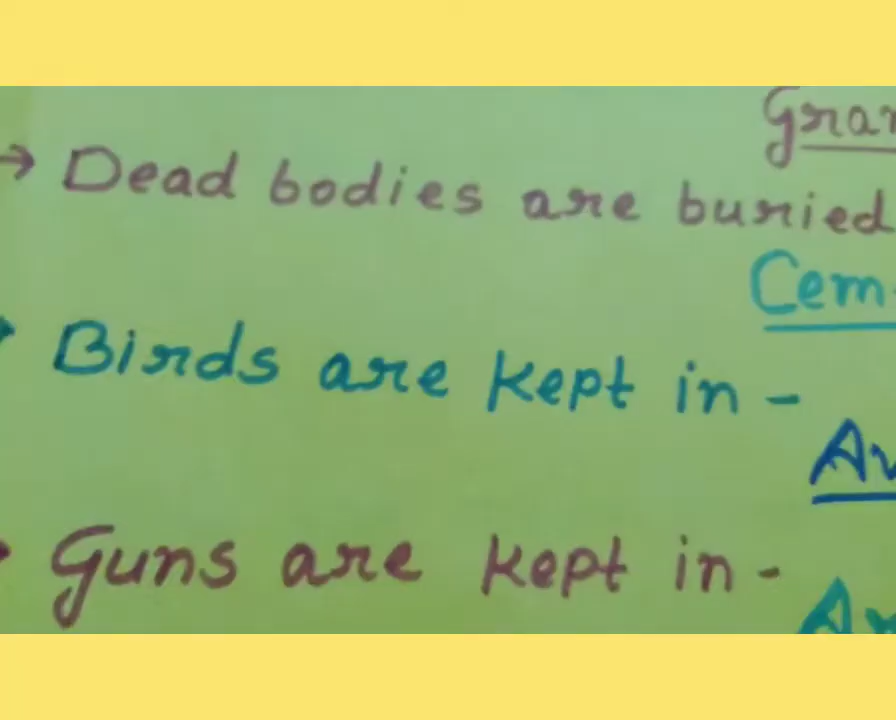 → Dead bodies are buried
Birds are kept in -
Guns are kept in -